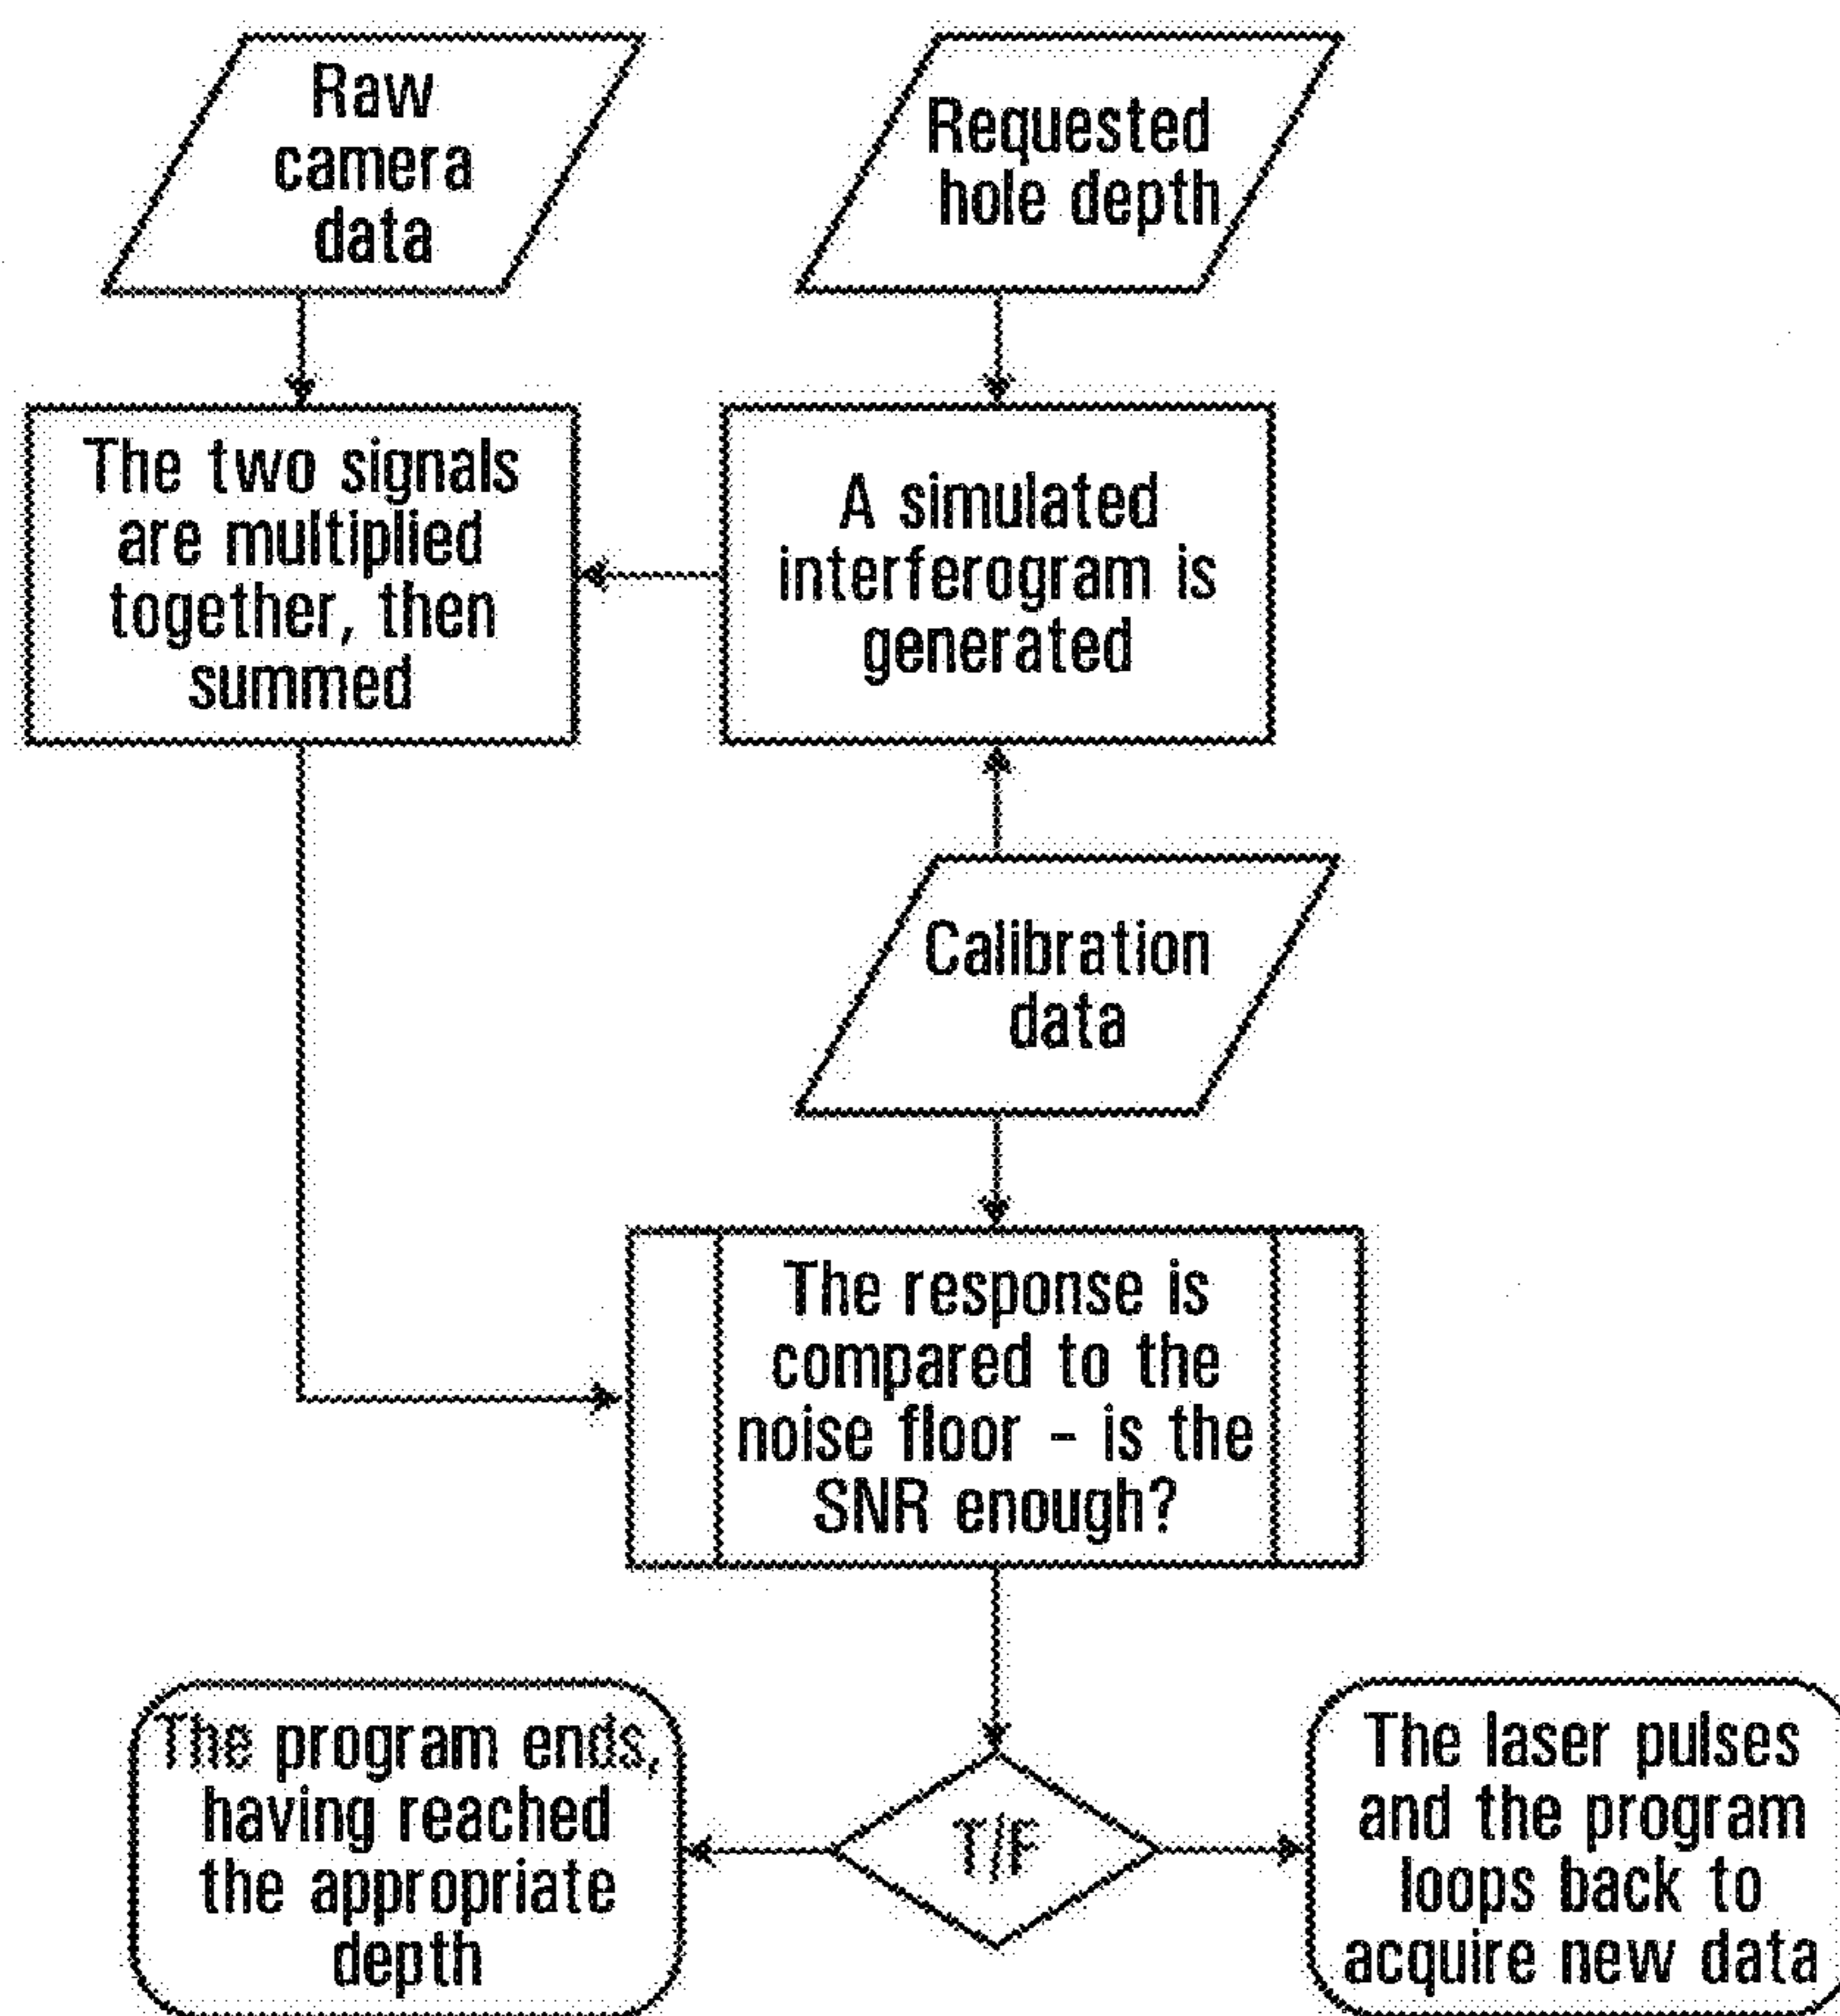 Raw
camera
data
Requested
hole depth
The two signals
are multiplied
together, then
summed
A simulated
interferogram is
generated
Calibration
data
The response is
compared to the
noise floor - is the
SNR enough?
The program ends,
having reached
the appropriate
depth
T/F
The laser pulses
and the program
loops back to
acquire new data